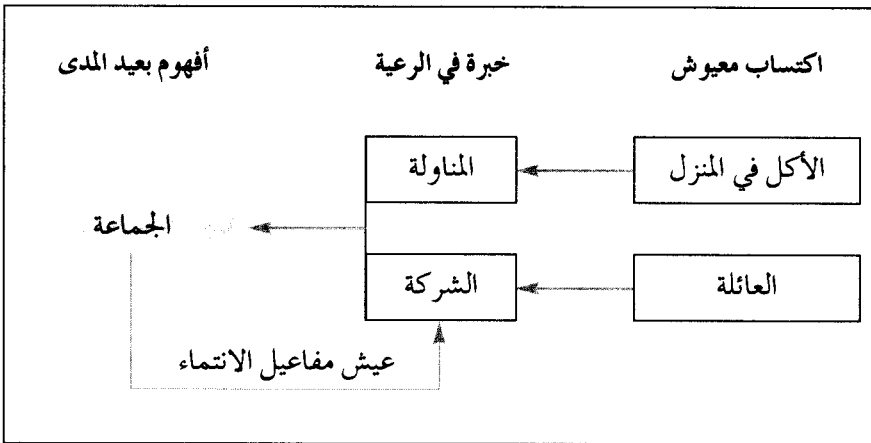 اكتساب معيوش
خبرة في الرعية
أفهوم بعيد المدى
الأكل في المنزل
المناولة
الجماعة
العائلة
الشركة
عيش مفاعيل الانتماء